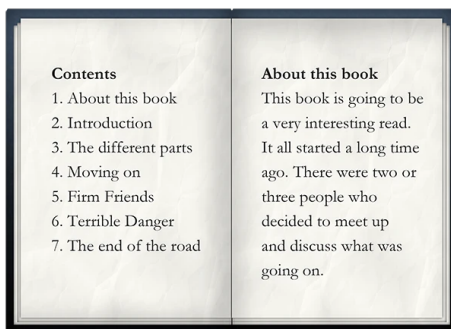 Contents
1. About this book
2. Introduction
3. The different parts
4. Moving on
5. Firm Friends
6. Terrible Danger
7. The end of the road
About this book
This book is going to be
a very interesting read.
It all started a long time
ago. There were two or
three people who
decided to meet up
and discuss what was
going on.